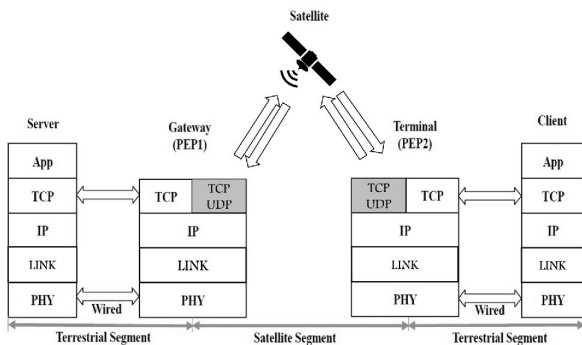 Satellite
Server
Gateway
(PEP1)
Terminal
(PEP2)
Client
App
TCP
IP
LINK
PHY
TCP
TCP
UDP
IP
LINK
PHY
TCP
UDP
TCP
IP
LINK
PHY
App
TCP
IP
LINK
PHY
Wired
Wired
Terrestrial Segment
Satellite Segment
Terrestrial Segment